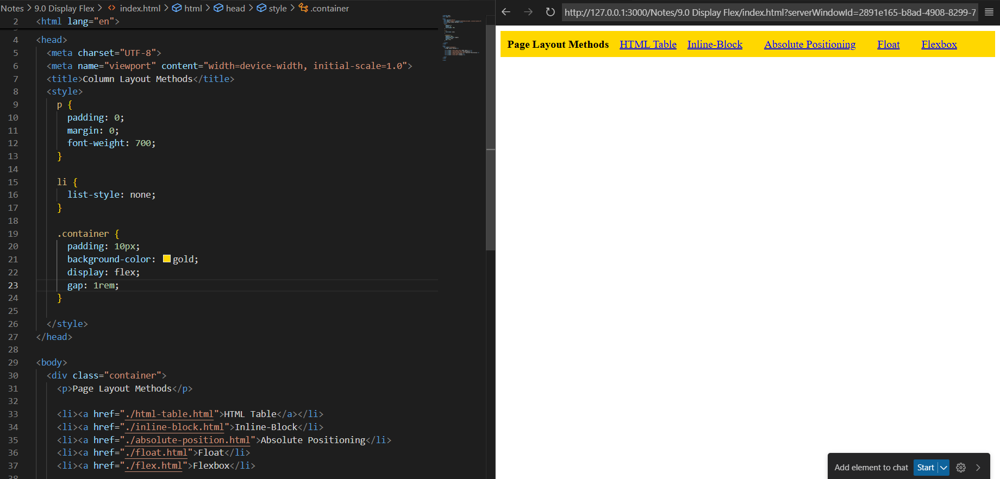 Notes > 9.0 Display Flex > index.html > html > head > style > .container
2 <html lang="en">
4 <head>
5 <meta charset="UTF-8">
6 <meta name="viewport" content="width=device-width, initial-scale=1.0">
7 <title>Column Layout Methods</title>
8 <style>
9 p {
10 padding: 0;
11 margin: 0;
12 font-weight: 700;
13 }
14
15 li {
16 list-style: none;
17 }
18
19 .container {
20 padding: 10px;
21 background-color: gold;
22 display: flex;
23 gap: 1rem;
24 }
25
26 </style>
27 </head>
28
29 <body>
30 <div class="container">
31 <p>Page Layout Methods</p>
32
33 <li><a href="./html-table.html">HTML Table</a></li>
34 <li><a href="./inline-block.html">Inline-Block</li>
35 <li><a href="./absolute-position.html">Absolute Positioning</li>
36 <li><a href="./float.html">Float</li>
37 <li><a href="./flex.html">Flexbox</li>
38
http://127.0.0.1:3000/Notes/9.0 Display Flex/index.html?serverWindowId=2891e165-b8ad-4908-8299-7
Page Layout Methods HTML Table Inline-Block Absolute Positioning Float Flexbox
Add element to chat Start